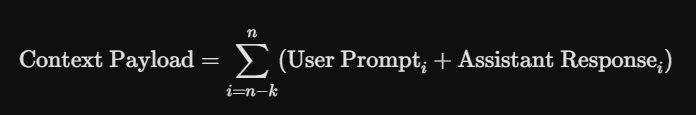 Context Payload = ∑_{i=n−k}^{n} (User Prompt_i + Assistant Response_i)